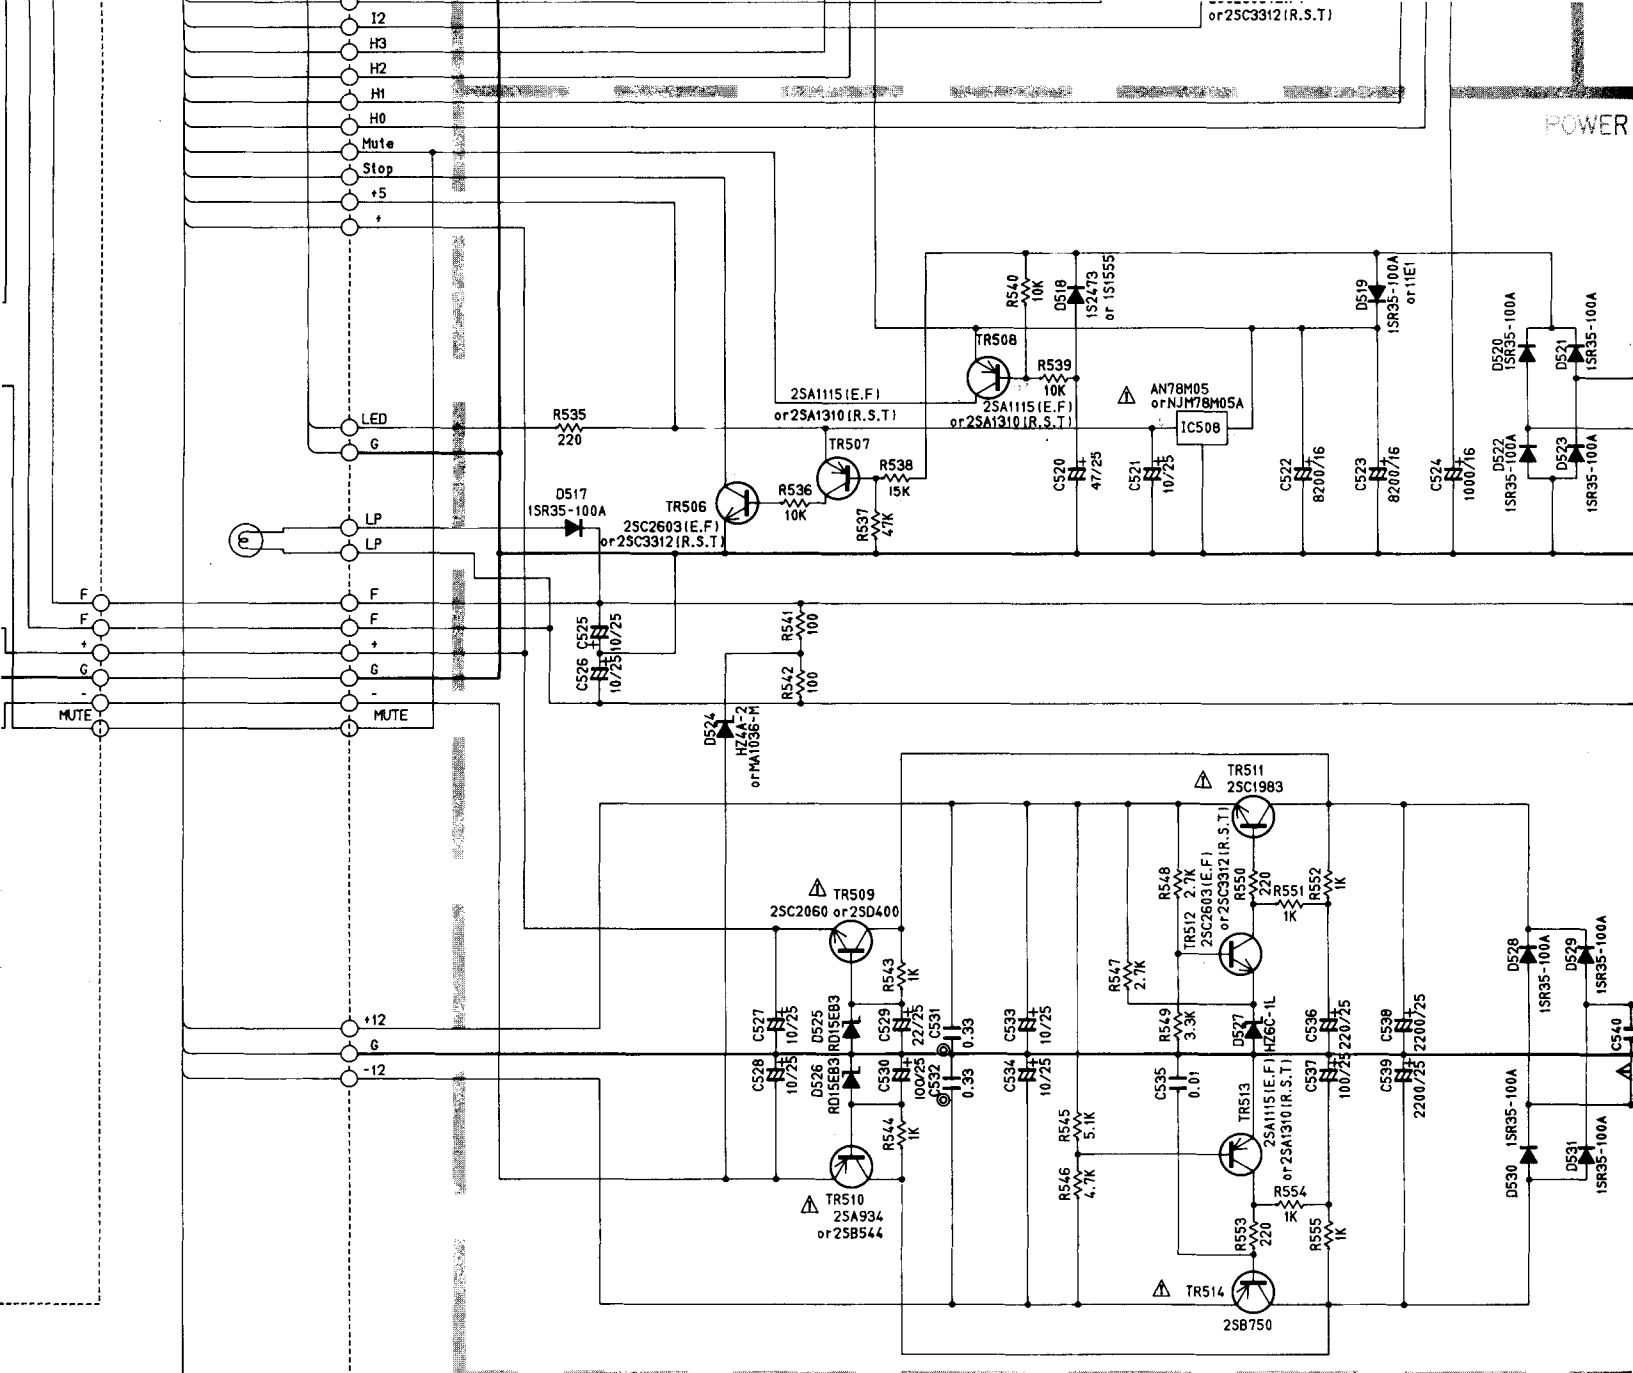 I2
or2SC3312(R.S.T)
H3
H2
H1
H0
POWER
Mute
Stop
+5
+
R540
10K
D518
1S2473
or 1S1555
D519
1SR35-100A
or11E1
D520
1SR35-100A
D521
1SR35-100A
TR508
R539
10K
2SA1115(E.F)
or2SA1310(R.S.T)
2SA1115(E.F)
or2SA1310(R.S.T)
AN78M05
orNJM78M05A
IC508
LED
R535
220
G
TR507
R538
15K
D522
1SR35-100A
D523
1SR35-100A
C520
47/25
C521
10/25
C522
8200/16
C523
8200/16
C524
1000/16
D517
1SR35-100A
TR506
2SC2603(E.F)
or2SC3312(R.S.T)
R536
10K
R537
47K
LP
LP
F
F
F
F
+
+
G
G
-
-
MUTE
MUTE
C525
10/25
C526
10/25
R541
100
R542
100
D524
HZ4A-2
orMA1036-M
TR511
2SC1983
TR509
2SC2060 or2SD400
R548
2.7K
TR512
2SC2603(E.F)
or2SC3312(R.S.T)
R550
220
R551
1K
R552
1K
R543
1K
R547
2.7K
D528
1SR35-100A
D529
1SR35-100A
+12
G
-12
C527
10/25
D525
RD15EB3
C529
22/25
C531
0.33
C533
10/25
R549
3.3K
D527
HZ6C-1L
C536
220/25
C538
2200/25
C540
C528
10/25
D526
RD15EB3
C530
100/25
C532
0.33
C534
10/25
C535
0.01
C537
100/25
C539
2200/25
R544
1K
R545
5.1K
R546
4.7K
TR513
2SA1115(E.F)
or2SA1310(R.S.T)
D530
1SR35-100A
D531
1SR35-100A
TR510
2SA934
or2SB544
R554
1K
R553
220
R555
1K
TR514
2SB750